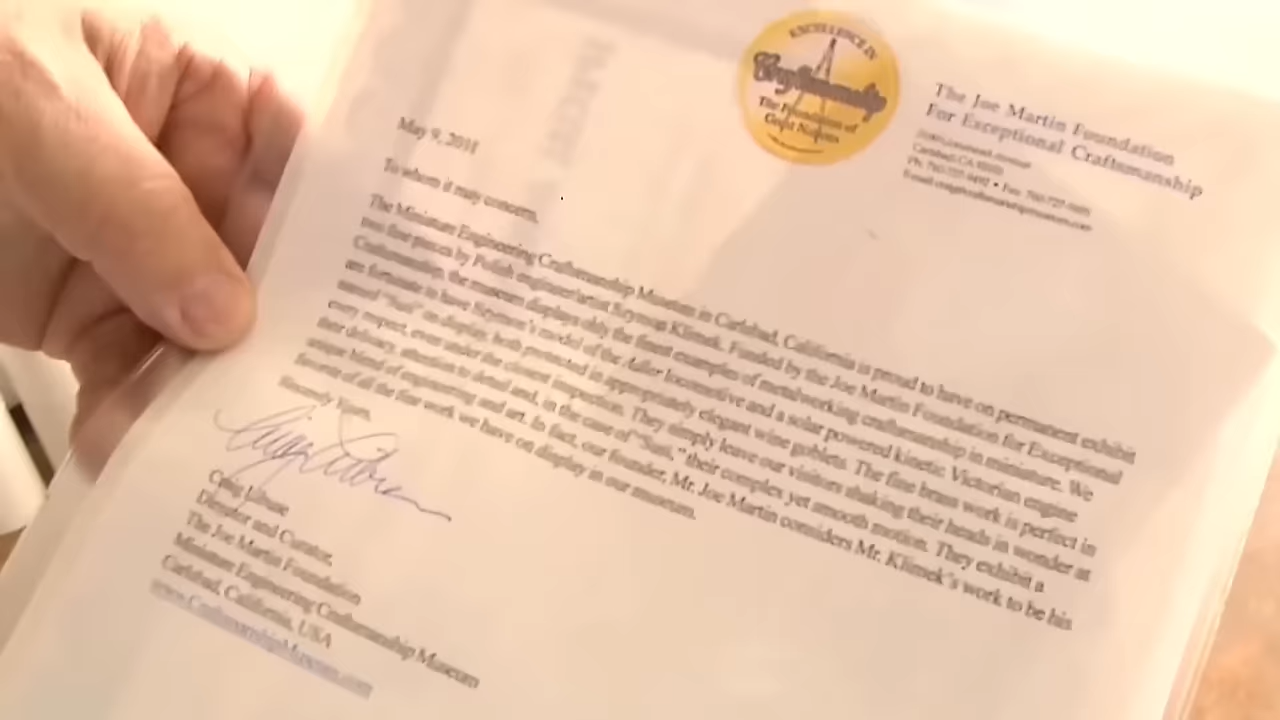 EXCELLENCE IN
Craftsmanship
The Foundation of
Great Nations
The Joe Martin Foundation
For Exceptional Craftsmanship
Carlsbad, CA
May 9, 2011
To whom it may concern,
The Miniature Engineering Craftsmanship Museum in Carlsbad, California is proud to have on permanent exhibit
two fine pieces by Polish engineer/artist Szymon Klimek. Funded by the Joe Martin Foundation for Exceptional
Craftsmanship, the museum displays only the finest examples of metalworking craftsmanship in miniature. We
are fortunate to have Szymon's model of the Adler locomotive and a solar powered kinetic Victorian engine
named on display, both protected in appropriately elegant wine goblets. The fine brass work is perfect in
every respect, even under the closest inspection. They simply leave our visitors shaking their heads in wonder at
their delicacy, attention to detail and, in the case of their complex yet smooth motion. They exhibit a
unique blend of engineering and art. In fact, our founder, Mr. Joe Martin considers Mr. Klimek's work to be his
favorite of all the fine work we have on display in our museum.
Sincerely Yours,
Craig Libuse
Director and Curator,
The Joe Martin Foundation
Miniature Engineering Craftsmanship Museum
Carlsbad, California, USA
www.CraftsmanshipMuseum.com